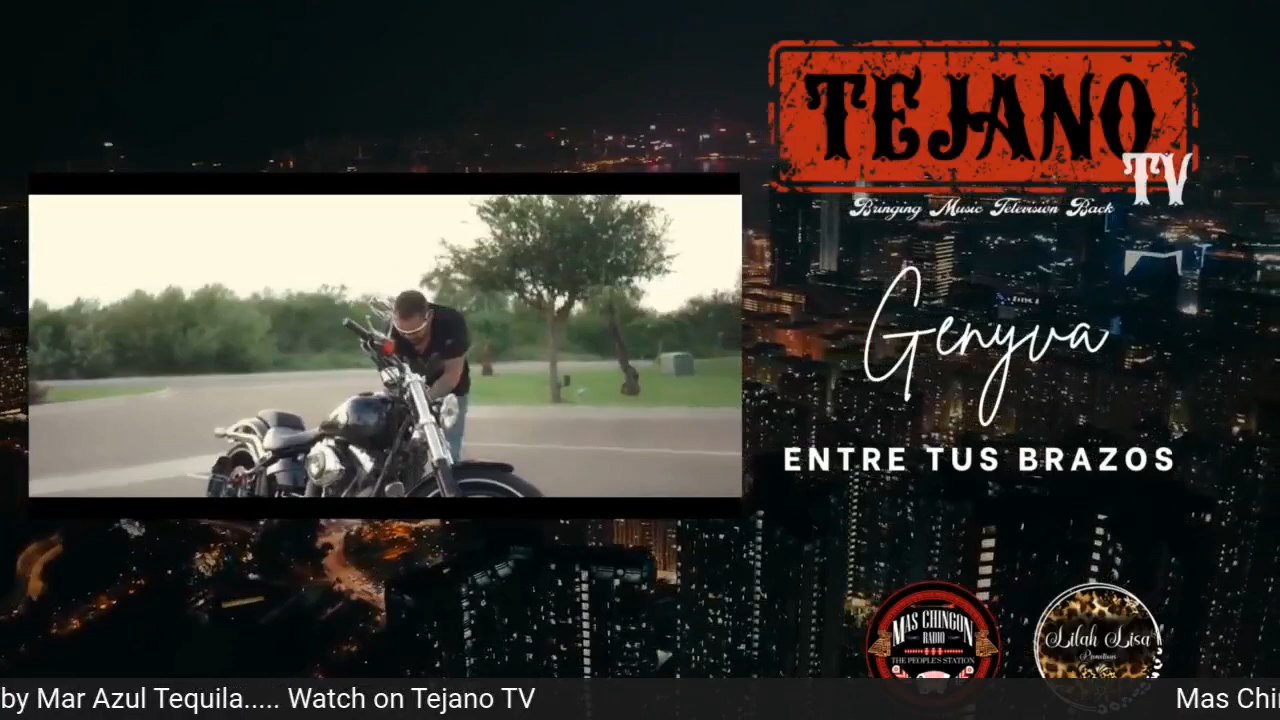 TEJANO
TV
Bringing Music Television Back
Genyva
ENTRE TUS BRAZOS
MAS CHINGON
RADIO
THE PEOPLE'S STATION
Lilah Lisa
Promotions
by Mar Azul Tequila..... Watch on Tejano TV
Mas Chin